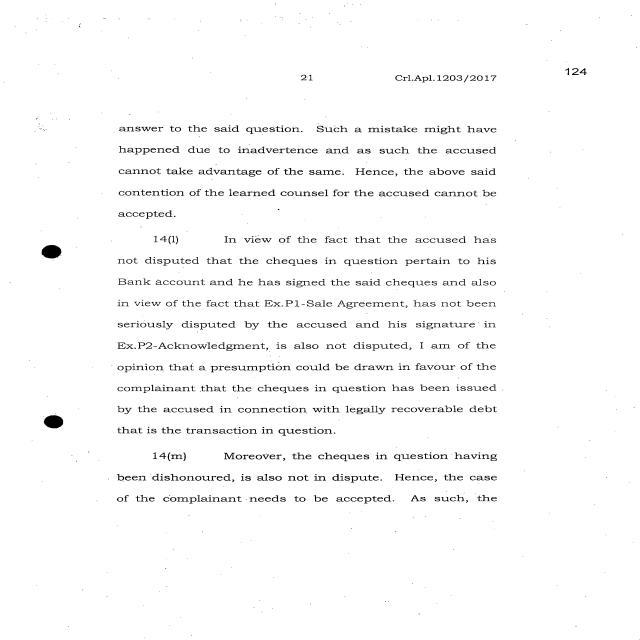 124
21 Crl.Apl.1203/2017
answer to the said question. Such a mistake might have
happened due to inadvertence and as such the accused
cannot take advantage of the same. Hence, the above said
contention of the learned counsel for the accused cannot be
accepted.
14(l) In view of the fact that the accused has
not disputed that the cheques in question pertain to his
Bank account and he has signed the said cheques and also
in view of the fact that Ex.P1-Sale Agreement, has not been
seriously disputed by the accused and his signature in
Ex.P2-Acknowledgment, is also not disputed, I am of the
opinion that a presumption could be drawn in favour of the
complainant that the cheques in question has been issued
by the accused in connection with legally recoverable debt
that is the transaction in question.
14(m) Moreover, the cheques in question having
been dishonoured, is also not in dispute. Hence, the case
of the complainant needs to be accepted. As such, the